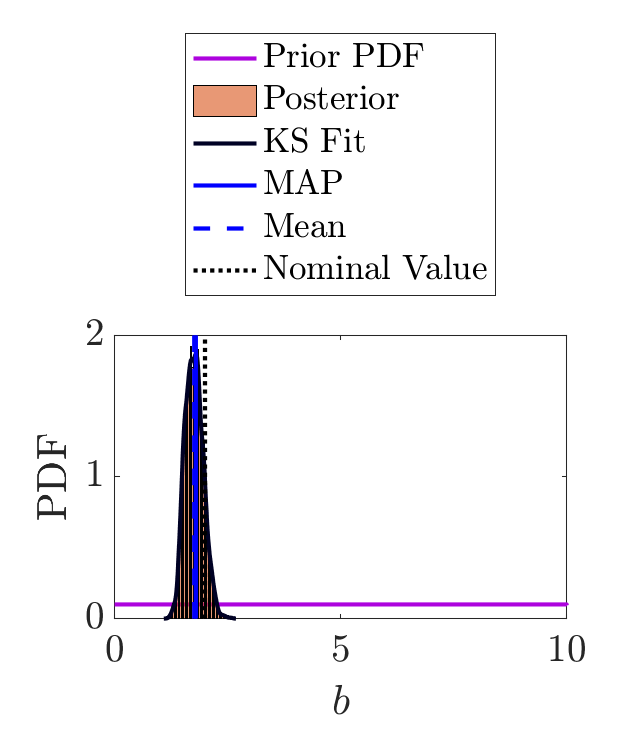 Prior PDF
Posterior
KS Fit
MAP
Mean
Nominal Value
2
1
0
PDF
0 5 10
b